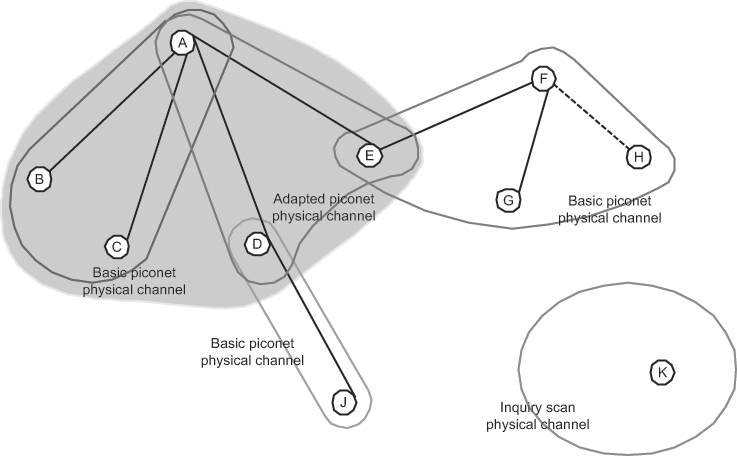 A
F
E
H
B
G
Adapted piconet
physical channel
Basic piconet
physical channel
C
D
Basic piconet
physical channel
Basic piconet
physical channel
K
J
Inquiry scan
physical channel